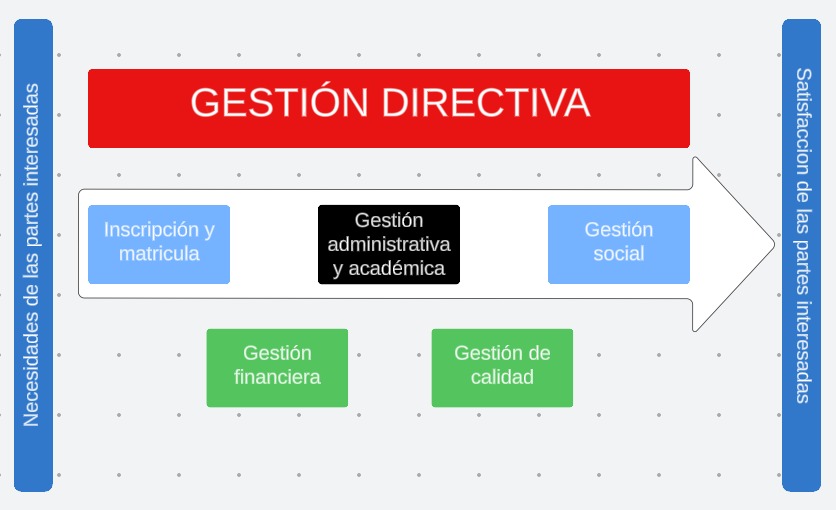 Necesidades de las partes interesadas
GESTIÓN DIRECTIVA
Inscripción y
matricula
Gestión
administrativa
y académica
Gestión
social
Gestión
financiera
Gestión de
calidad
Satisfaccion de las partes interesadas